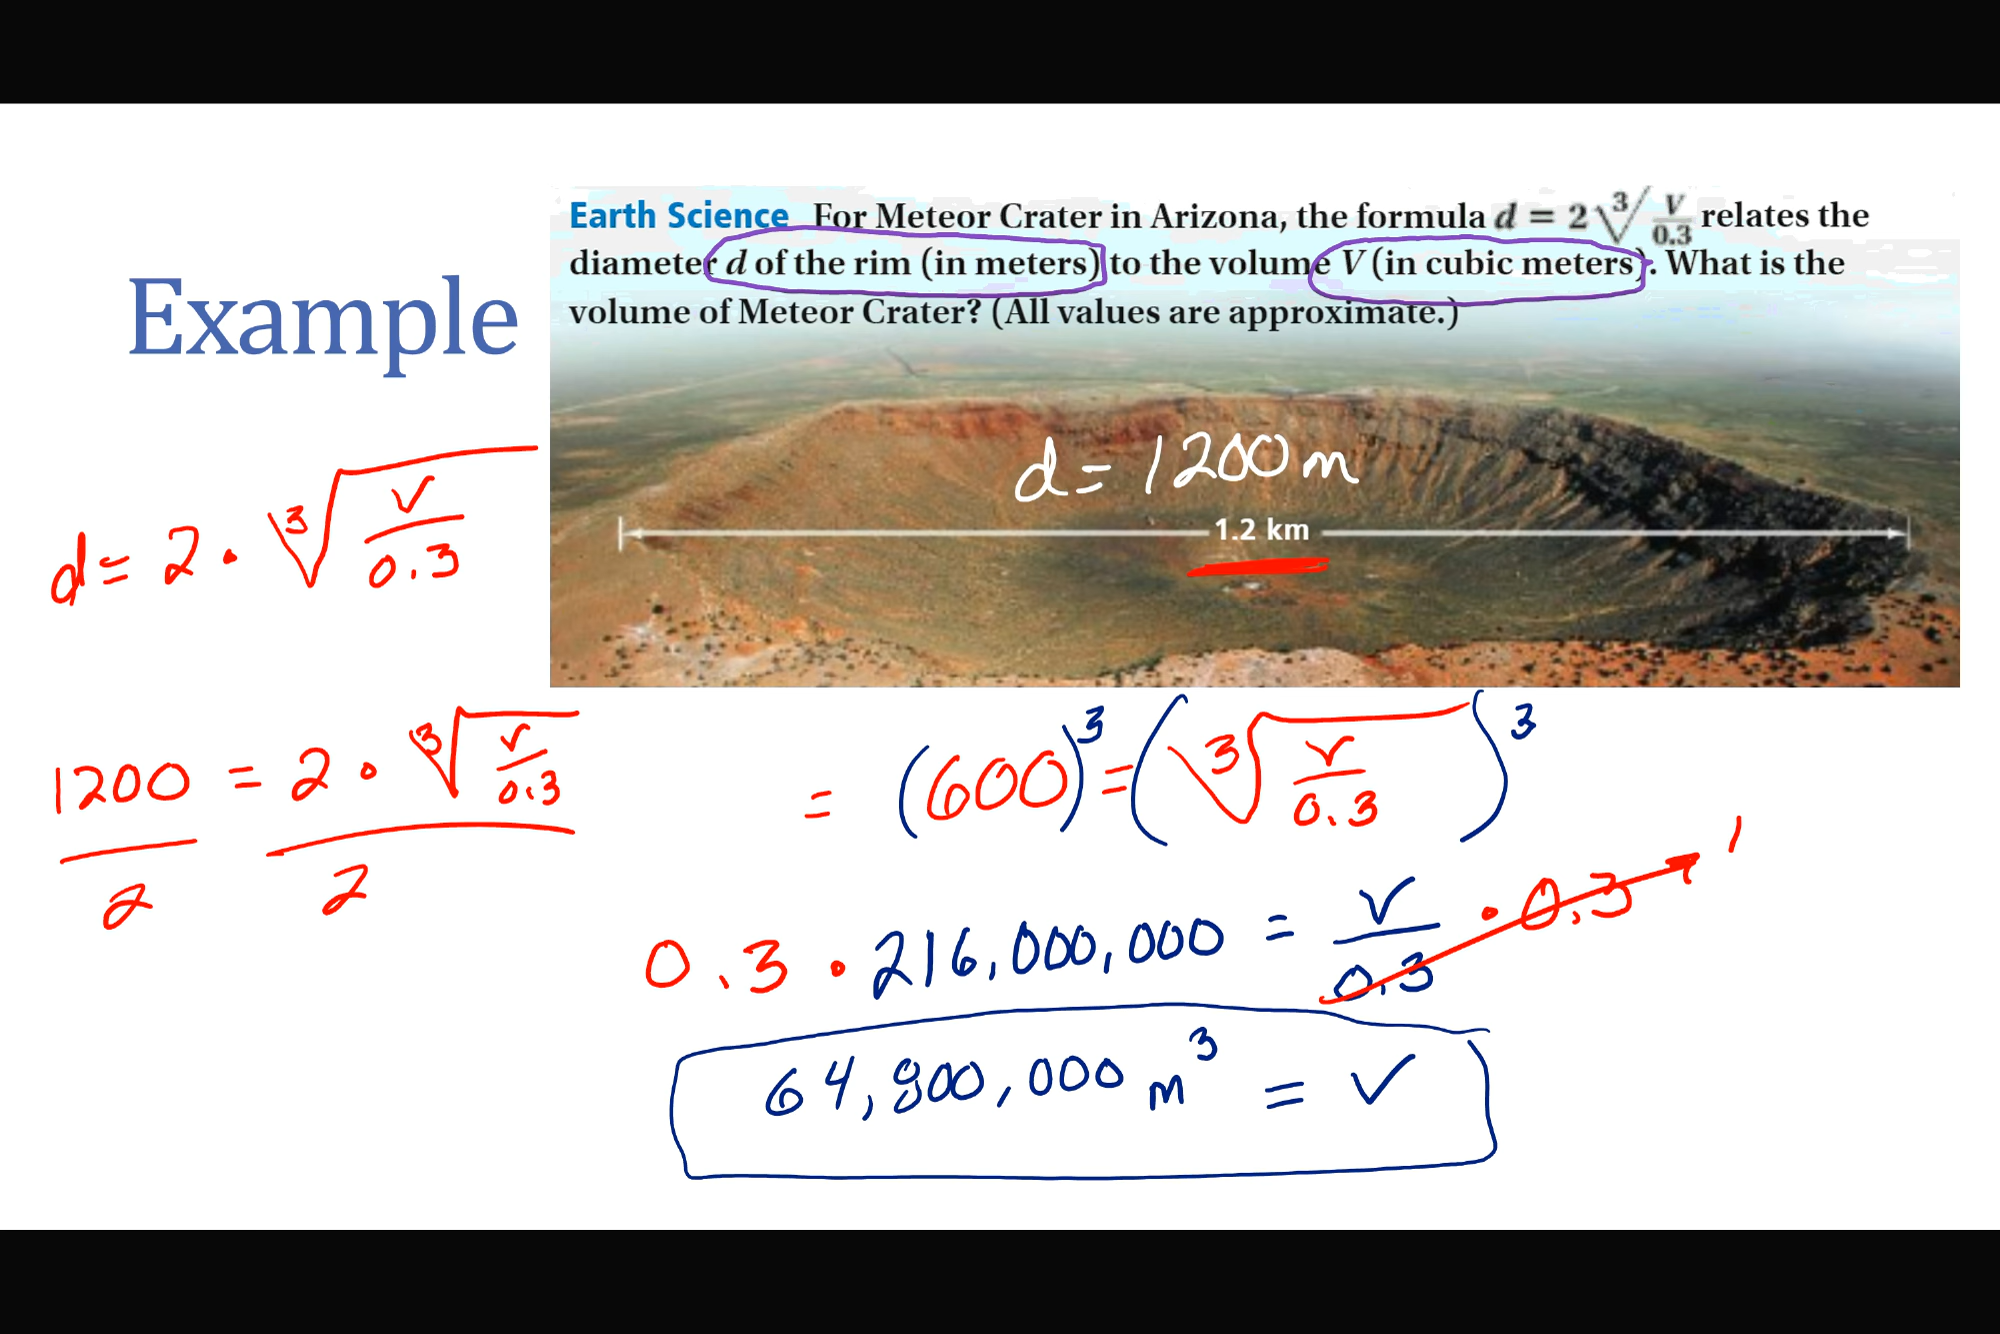 Example
Earth Science For Meteor Crater in Arizona, the formula d = 2∛(V/0.3) relates the
diameter d of the rim (in meters) to the volume V (in cubic meters). What is the
volume of Meteor Crater? (All values are approximate.)
d = 1200 m
1.2 km
d = 2 · ∛(V/0.3)
1200/2 = 2 · ∛(V/0.3)/2
= (600)³ = (∛(V/0.3))³
0.3 · 216,000,000 = V/0.3 · 0.3 1
64,800,000 m³ = V